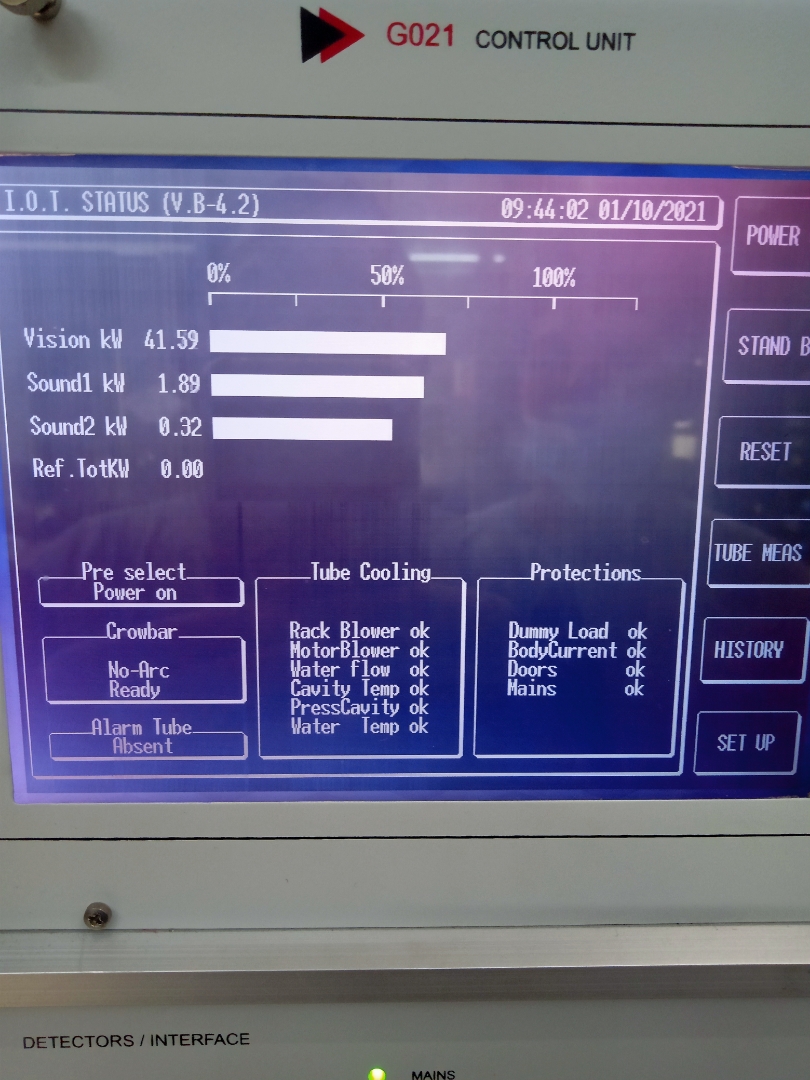 G021 CONTROL UNIT
I.O.T. STATUS (V.B-4.2) 09:44:02 01/10/2021
0% 50% 100%
Vision kW 41.59
Sound1 kW 1.89
Sound2 kW 0.32
Ref.TotKW 0.00
POWER
STAND B
RESET
TUBE MEAS
HISTORY
SET UP
Pre select
Power on
Crowbar
No-Arc
Ready
Alarm Tube
Absent
Tube Cooling
Rack Blower ok
MotorBlower ok
Water flow ok
Cavity Temp ok
PressCavity ok
Water Temp ok
Protections
Dummy Load ok
BodyCurrent ok
Doors ok
Mains ok
DETECTORS / INTERFACE
MAINS